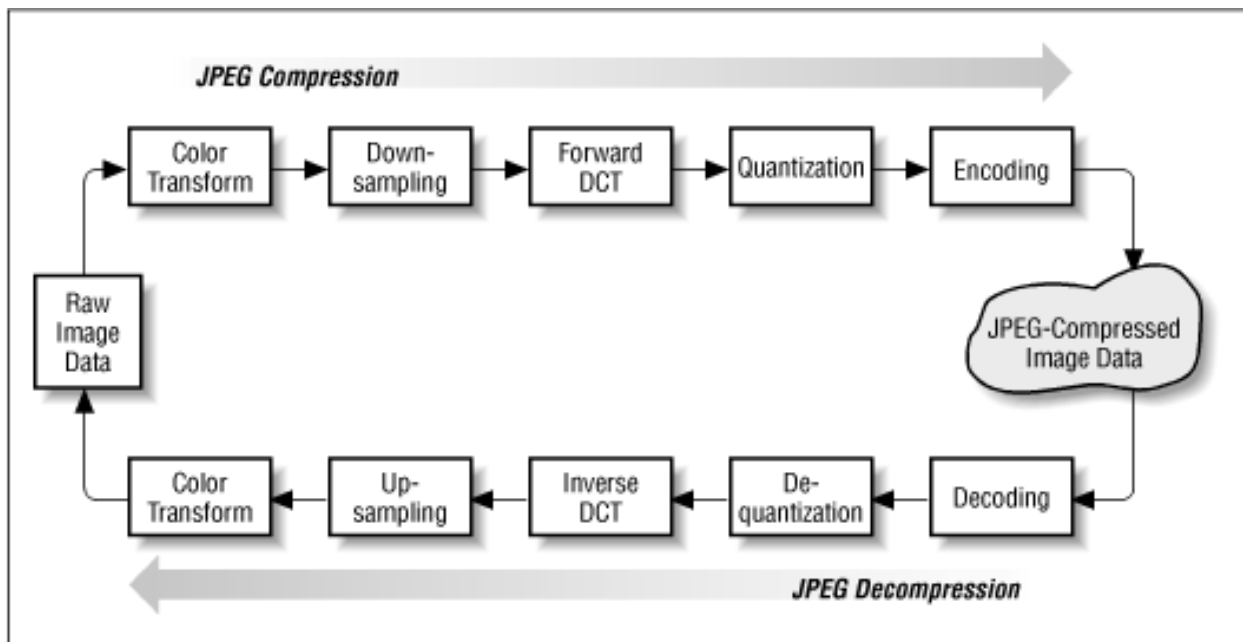 JPEG Compression
Color
Transform
Down-
sampling
Forward
DCT
Quantization
Encoding
Raw
Image
Data
JPEG-Compressed
Image Data
Color
Transform
Up-
sampling
Inverse
DCT
De-
quantization
Decoding
JPEG Decompression